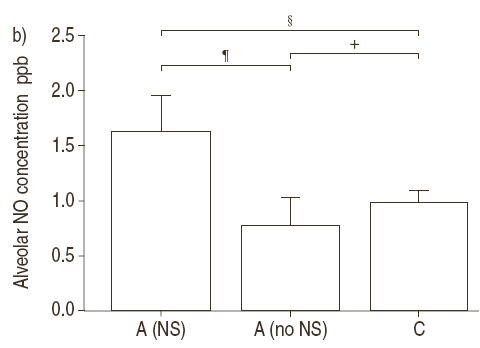 b)
§
+
¶
2.5
2.0
1.5
1.0
0.5
0.0
Alveolar NO concentration ppb
A (NS)
A (no NS)
C